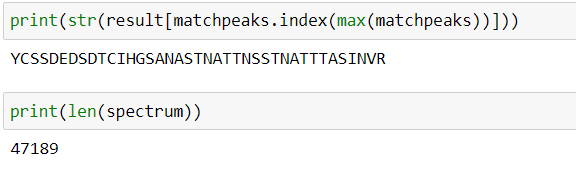 print(str(result[matchpeaks.index(max(matchpeaks))]))
YCSSDEDSDTCIHGSANASTNATTNSSTNATTTASINVR
print(len(spectrum))
47189